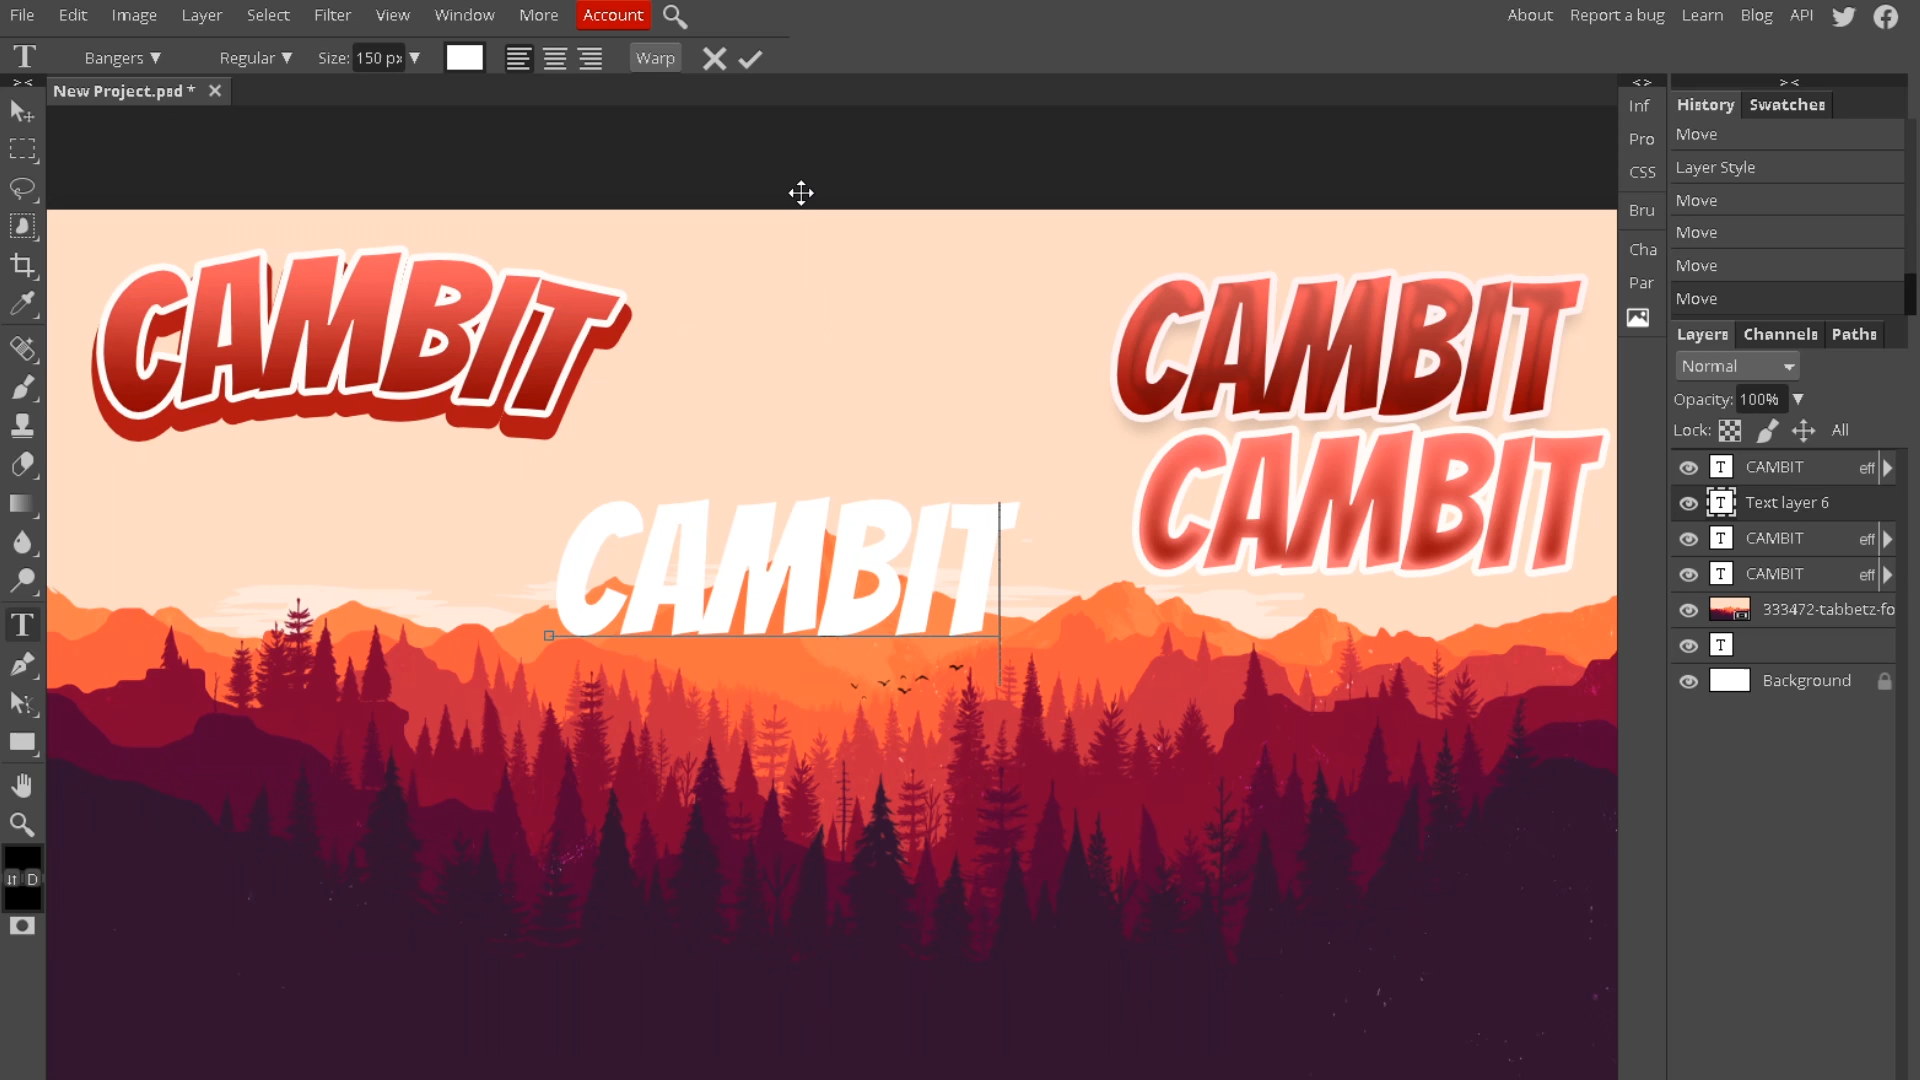 File Edit Image Layer Select Filter View Window More Account About Report a bug Learn Blog API
T Bangers Regular Size: 150 px Warp
New Project.psd *
Inf
Pro
CSS
Bru
Cha
Par
History Swatches
Move
Layer Style
Move
Move
Move
Move
Layers Channels Paths
Normal
Opacity: 100%
Lock: All
T CAMBIT eff
T Text layer 6
T CAMBIT eff
T CAMBIT eff
333472-tabbetz-fo
T
Background
T
D
CAMBIT
CAMBIT
CAMBIT
CAMBIT